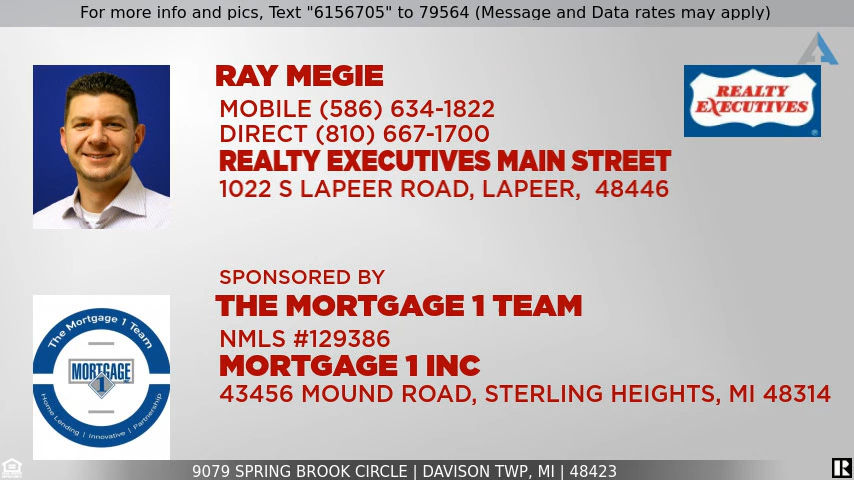 For more info and pics, Text "6156705" to 79564 (Message and Data rates may apply)
RAY MEGIE
MOBILE (586) 634-1822
DIRECT (810) 667-1700
REALTY EXECUTIVES MAIN STREET
1022 S LAPEER ROAD, LAPEER, 48446
REALTY
EXECUTIVES
SPONSORED BY
THE MORTGAGE 1 TEAM
NMLS #129386
MORTGAGE 1 INC
43456 MOUND ROAD, STERLING HEIGHTS, MI 48314
The Mortgage 1 Team
MORTGAGE
1
Home Lending | Innovative | Partnership
9079 SPRING BROOK CIRCLE | DAVISON TWP, MI | 48423